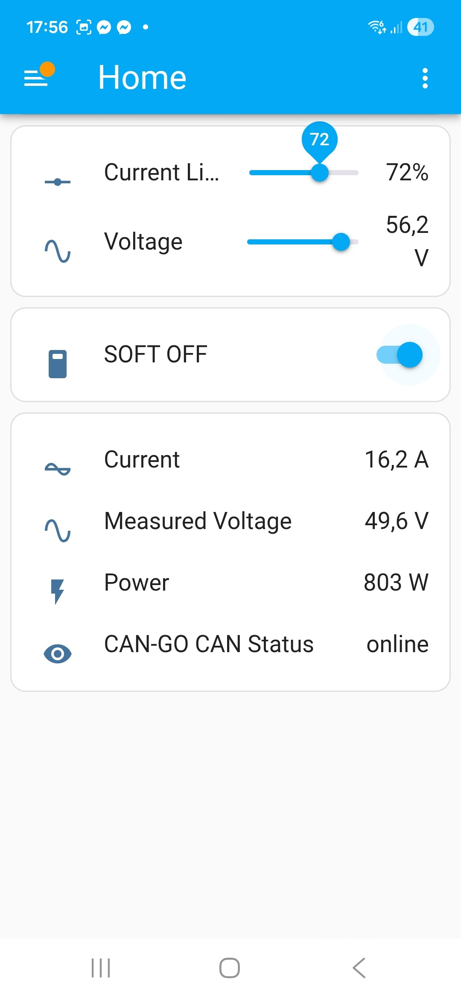 17:56
6
41
Home
72
Current Li...
72%
Voltage
56,2
V
SOFT OFF
Current
16,2 A
Measured Voltage
49,6 V
Power
803 W
CAN-GO CAN Status
online